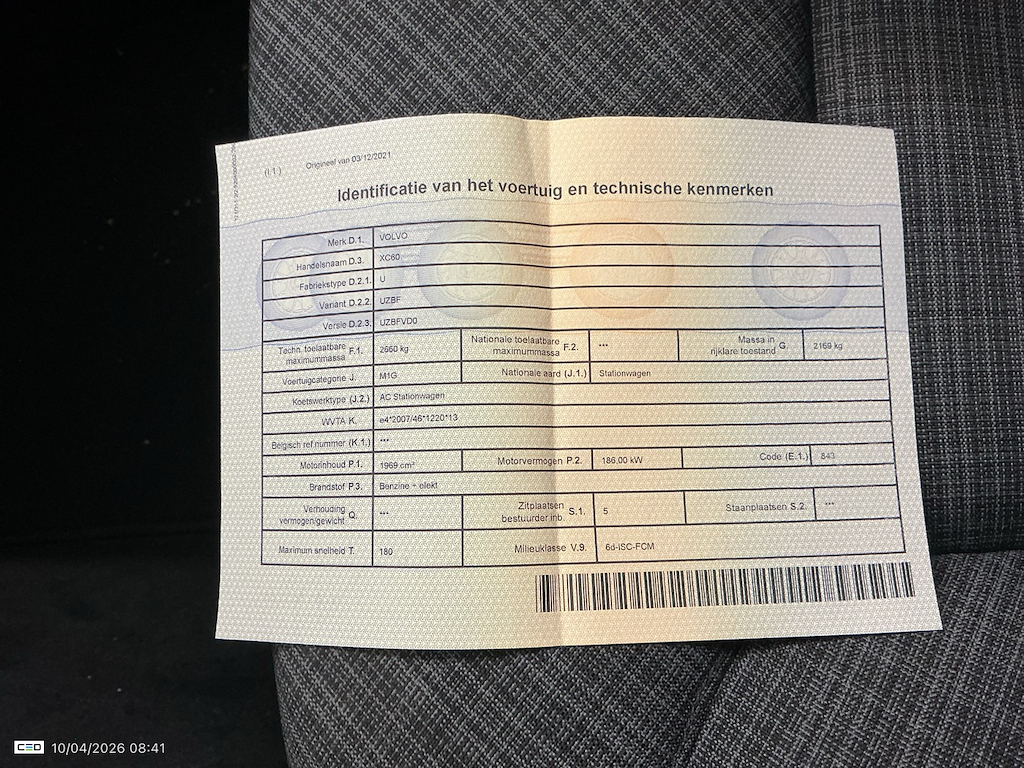 (I.1)
Origineel van 03/12/2021
Identificatie van het voertuig en technische kenmerken
Merk D.1. VOLVO
Handelsnaam D.3. XC60
Fabriekstype D.2.1. U
Variant D.2.2. UZBF
Versie D.2.3. UZBFVD0
Techn. toelaatbare maximummassa F.1. 2660 kg Nationale toelaatbare maximummassa F.2. *** Massa in rijklare toestand G. 2169 kg
Voertuigcategorie J. M1G Nationale aard (J.1.) Stationwagen
Koetswerktype (J.2.) AC Stationwagen
WVTA K. e4*2007/46*1220*13
Belgisch ref.nummer (K.1.) ***
Motorinhoud P.1. 1969 cm³ Motorvermogen P.2. 186,00 kW Code (E.1.) 843
Brandstof P.3. Benzine + elekt
Verhouding vermogen/gewicht Q. *** Zitplaatsen bestuurder inb. S.1. 5 Staanplaatsen S.2. ***
Maximum snelheid T. 180 Milieuklasse V.9. 6d-ISC-FCM
10/04/2026 08:41